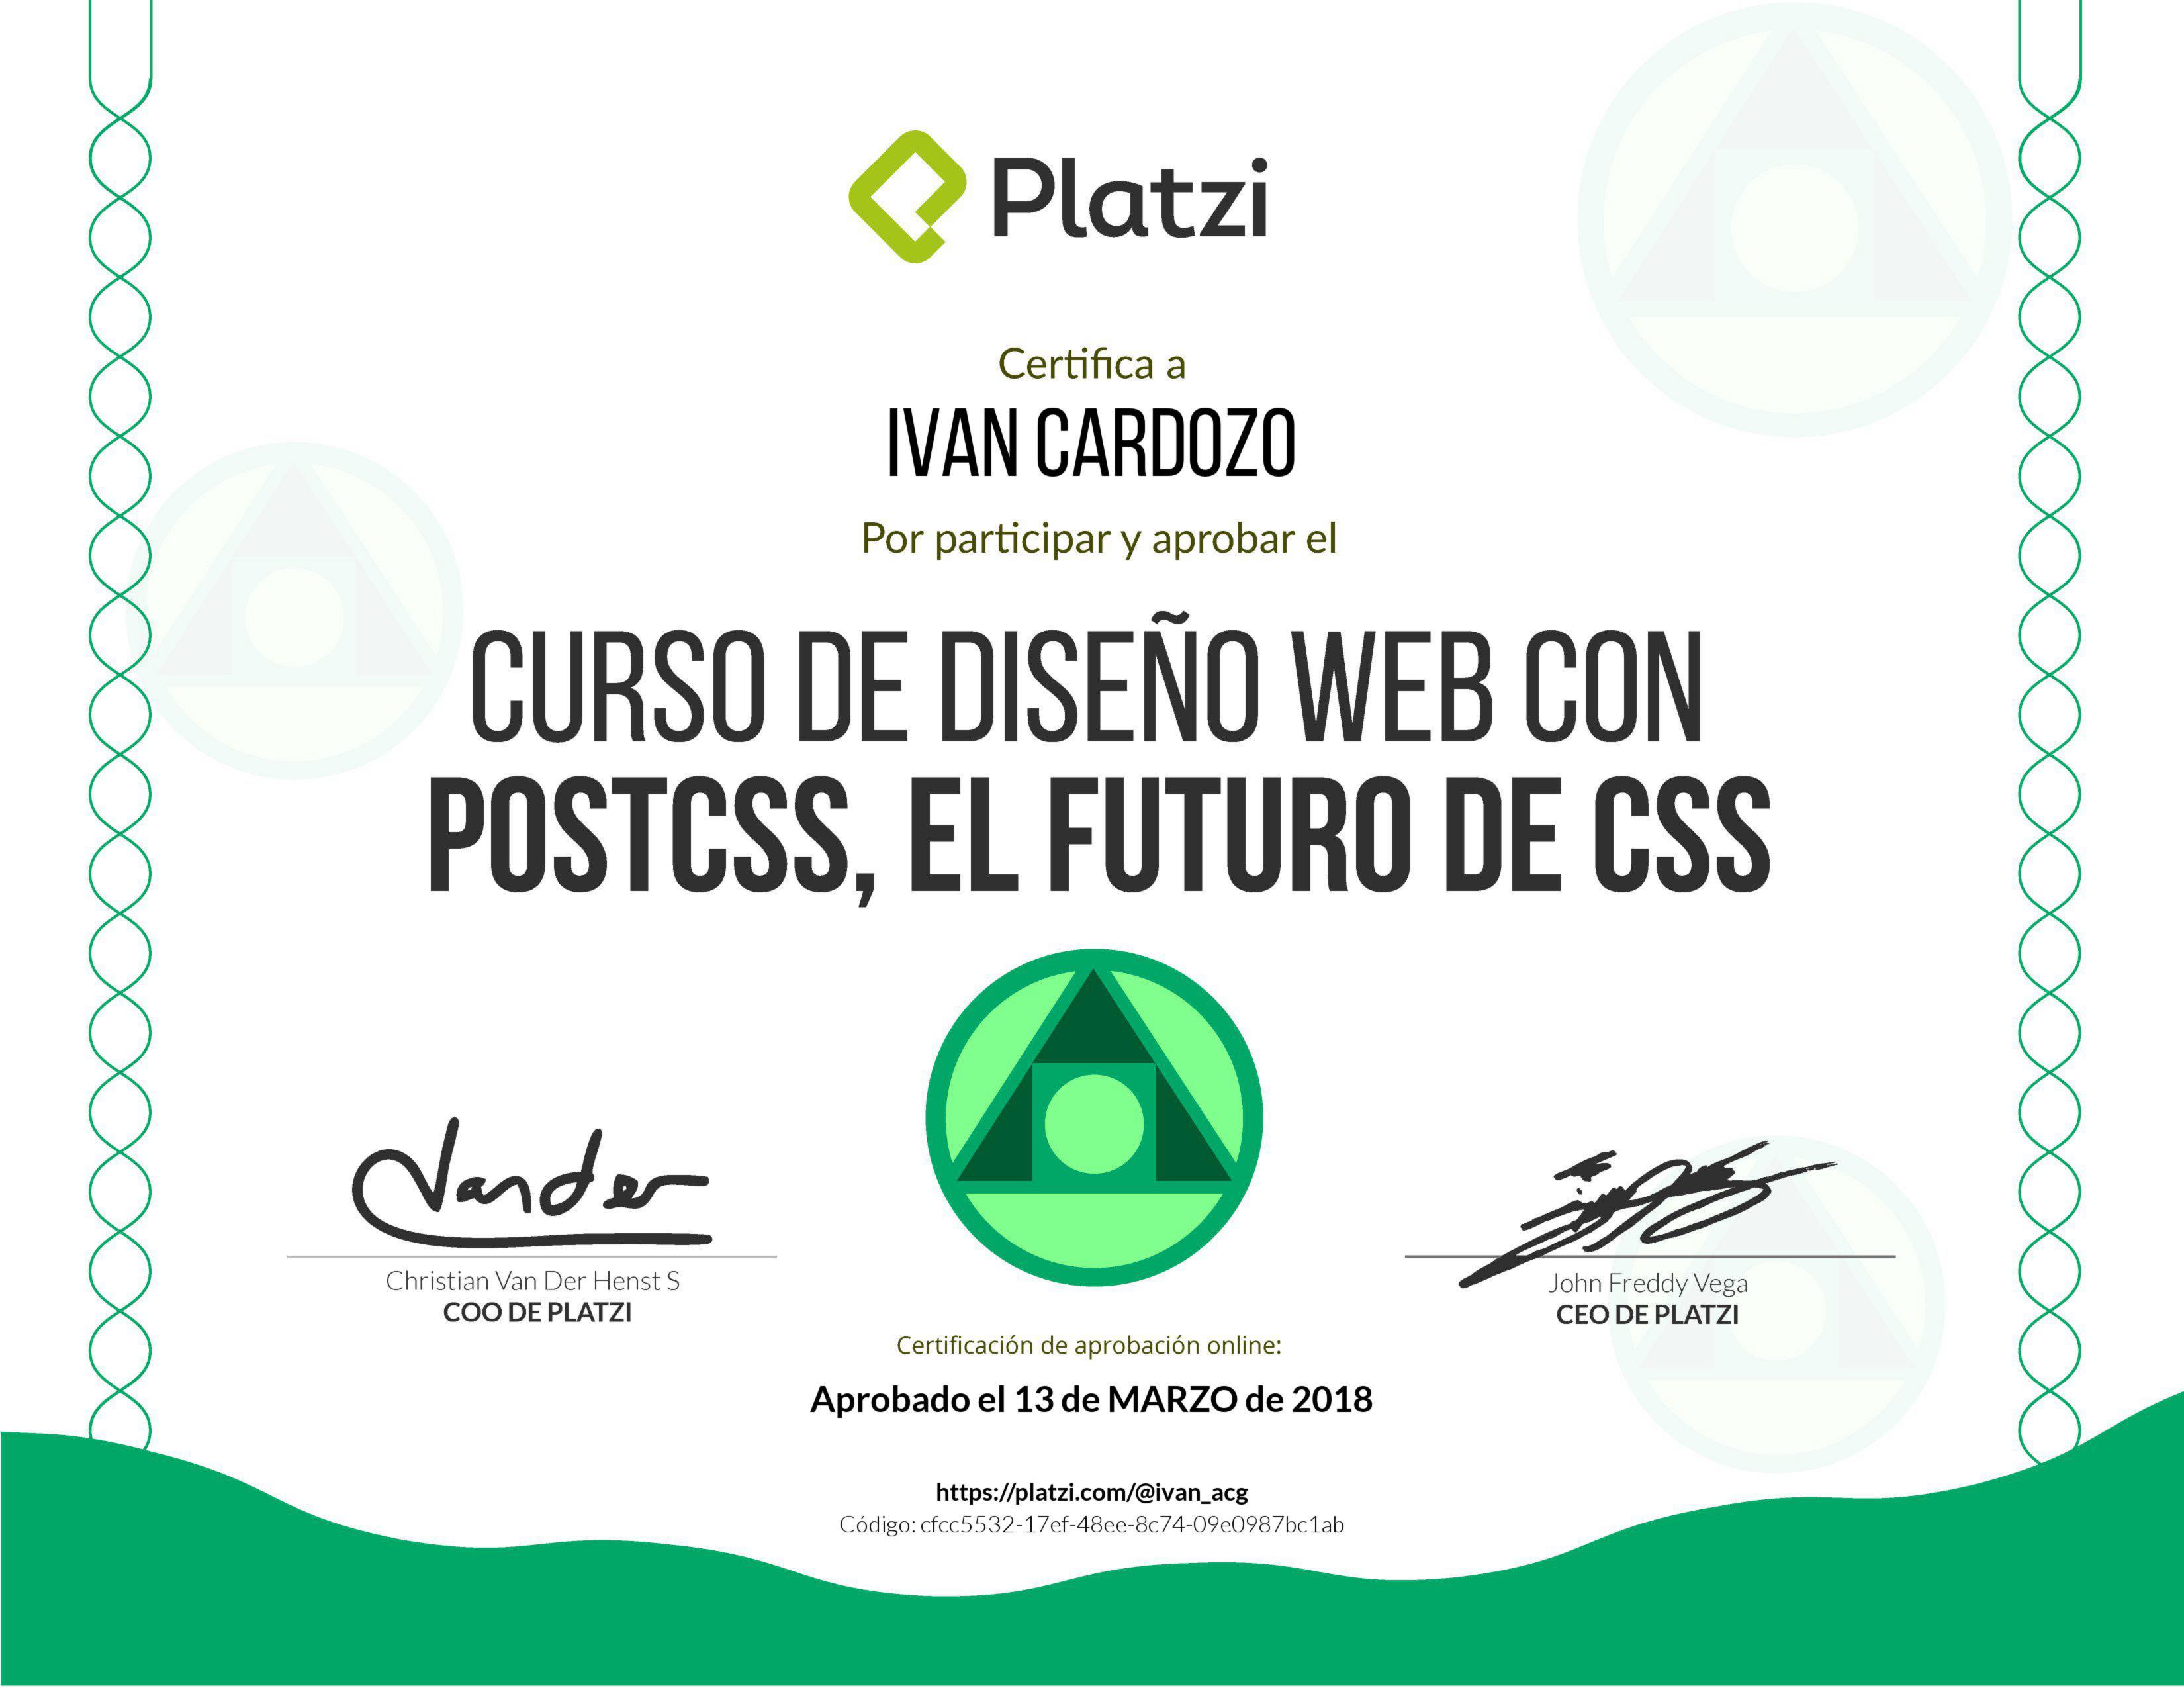 Platzi
Certifica a
IVAN CARDOZO
Por participar y aprobar el
CURSO DE DISEÑO WEB CON
POSTCSS, EL FUTURO DE CSS
Vander
Christian Van Der Henst S
COO DE PLATZI
John Freddy Vega
CEO DE PLATZI
Certificación de aprobación online:
Aprobado el 13 de MARZO de 2018
https://platzi.com/@ivan_acg
Código: cfcc5532-17ef-48ee-8c74-09e0987bc1ab